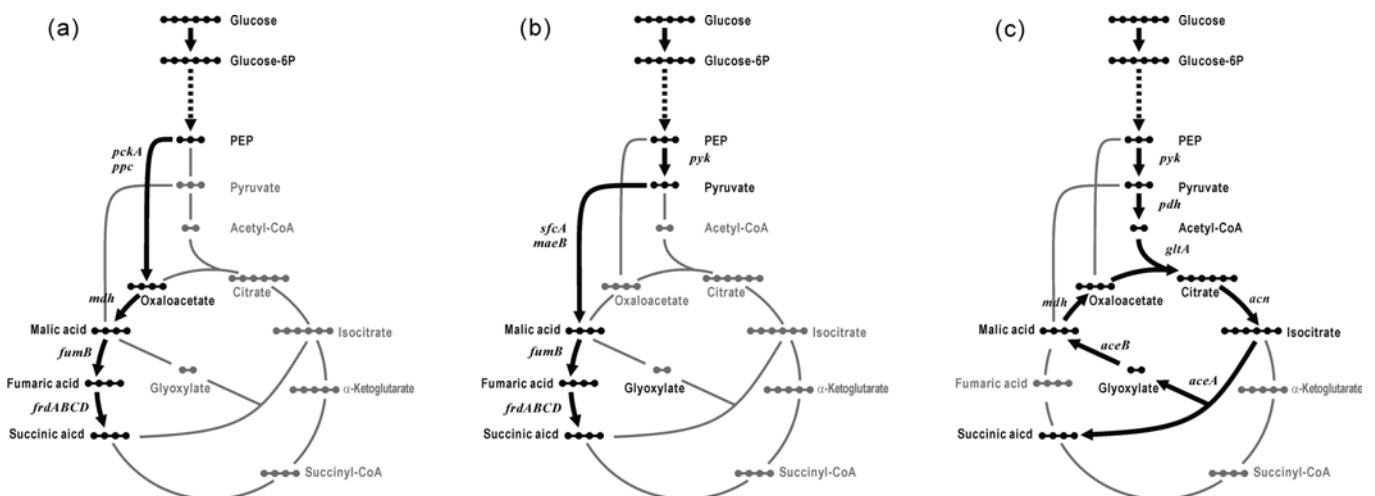 (a)
Glucose
Glucose-6P
PEP
pckA
ppc
Pyruvate
Acetyl-CoA
mdh
Oxaloacetate
Citrate
Malic acid
Isocitrate
fumB
Glyoxylate
Fumaric acid
α-Ketoglutarate
frdABCD
Succinic aicd
Succinyl-CoA
(b)
Glucose
Glucose-6P
PEP
pyk
Pyruvate
sfcA
maeB
Acetyl-CoA
Oxaloacetate
Citrate
Malic acid
Isocitrate
fumB
Glyoxylate
Fumaric acid
α-Ketoglutarate
frdABCD
Succinic aicd
Succinyl-CoA
(c)
Glucose
Glucose-6P
PEP
pyk
Pyruvate
pdh
Acetyl-CoA
gltA
mdh
Oxaloacetate
Citrate
acn
Malic acid
Isocitrate
aceB
Glyoxylate
aceA
Fumaric acid
α-Ketoglutarate
Succinic aicd
Succinyl-CoA